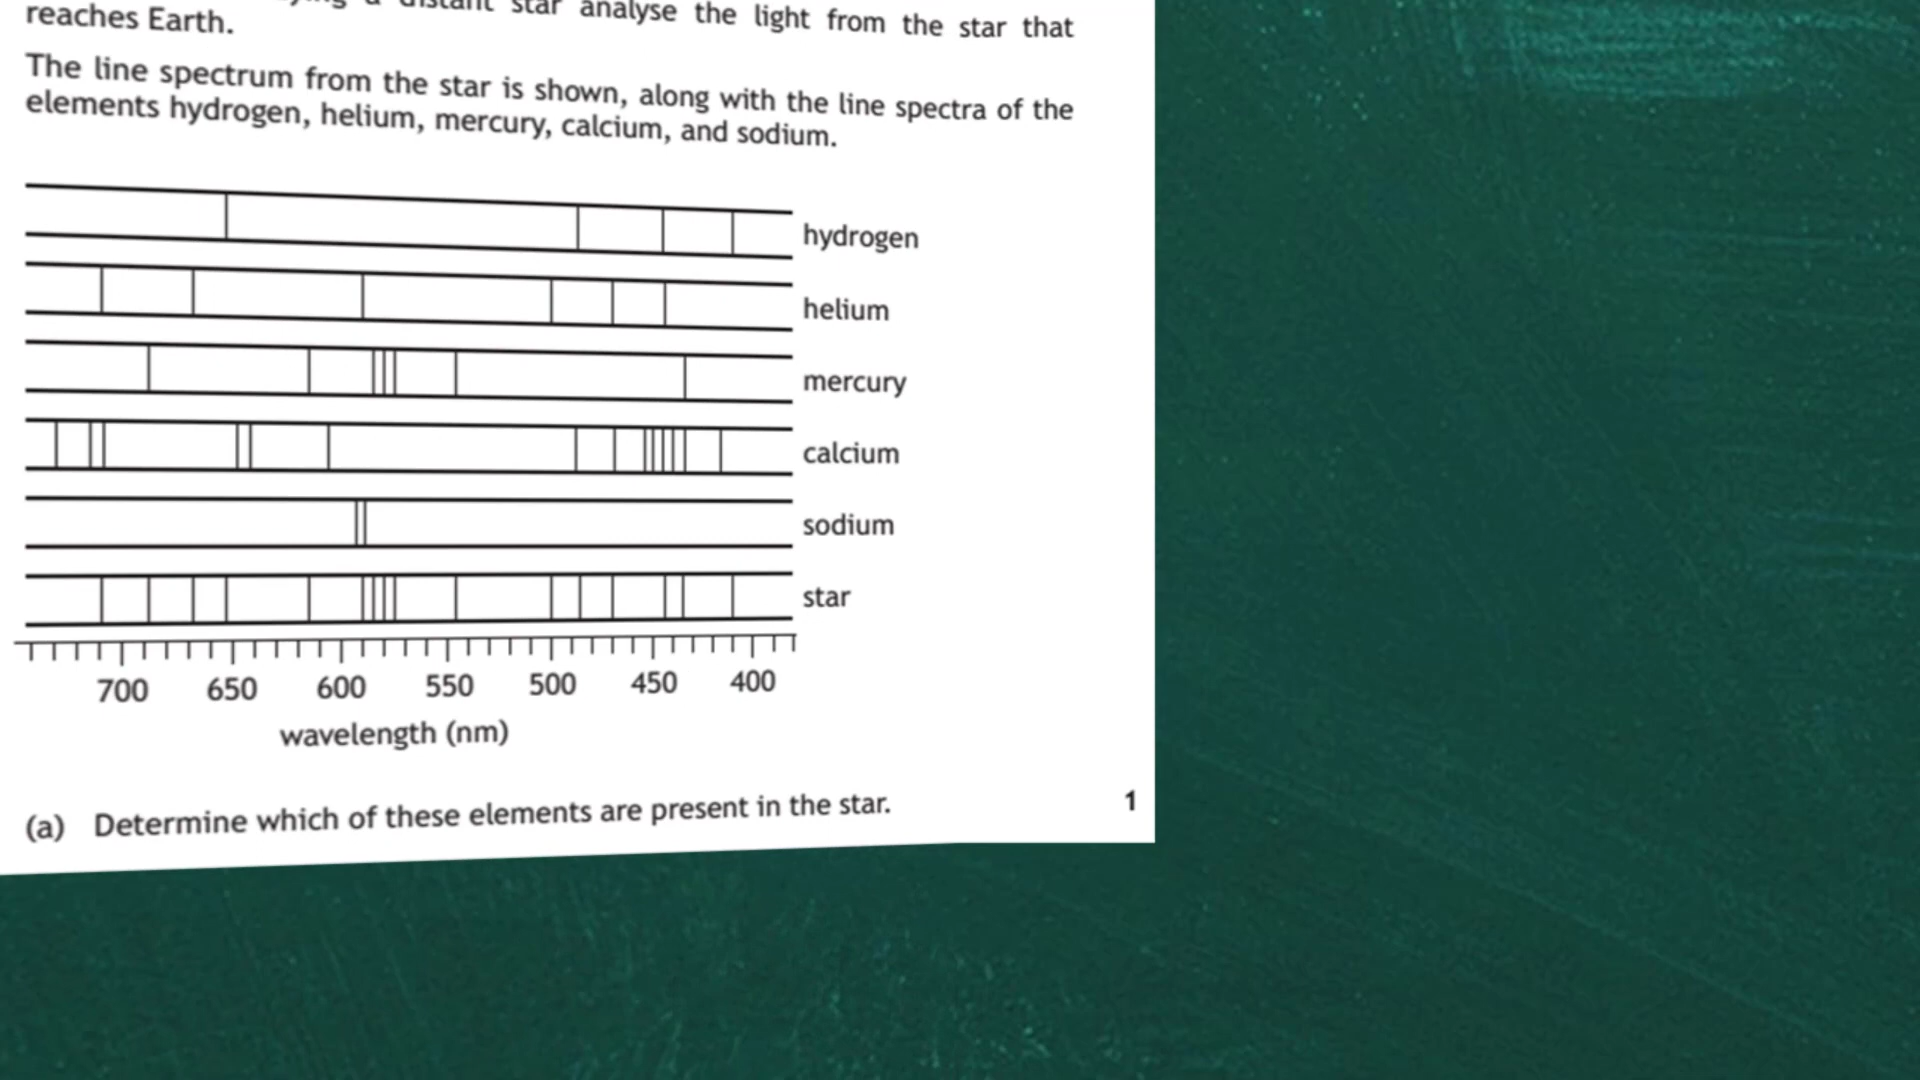 distant star analyse the light from the star that
reaches Earth.
The line spectrum from the star is shown, along with the line spectra of the
elements hydrogen, helium, mercury, calcium, and sodium.
hydrogen
helium
mercury
calcium
sodium
star
700 650 600 550 500 450 400
wavelength (nm)
(a) Determine which of these elements are present in the star. 1